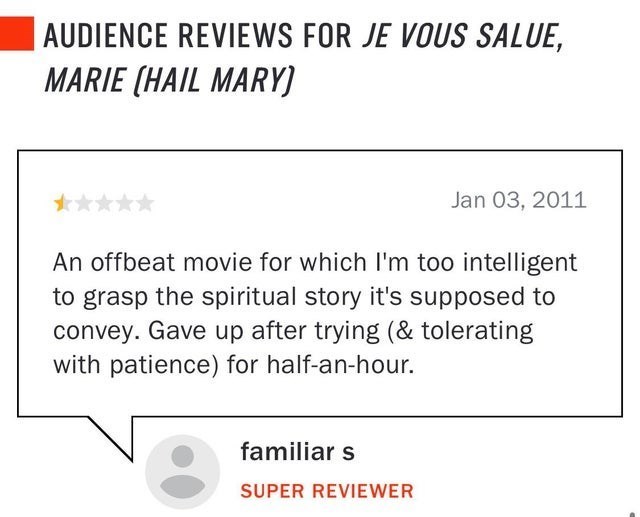 AUDIENCE REVIEWS FOR JE VOUS SALUE,
MARIE (HAIL MARY)
Jan 03, 2011
An offbeat movie for which I'm too intelligent
to grasp the spiritual story it's supposed to
convey. Gave up after trying (& tolerating
with patience) for half-an-hour.
familiar s
SUPER REVIEWER